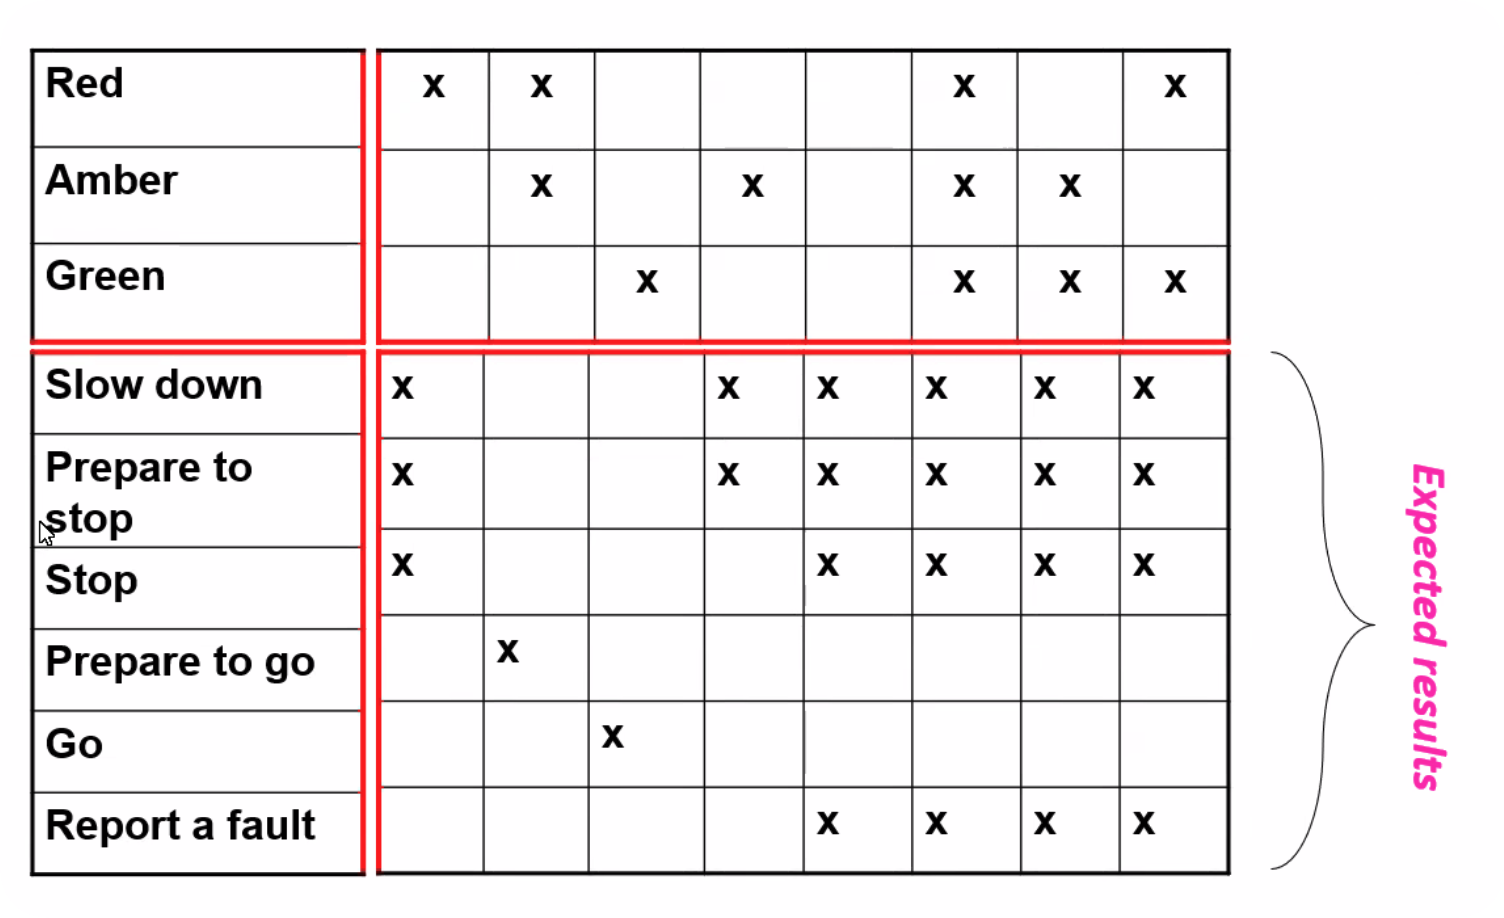 Red x x x x
Amber x x x x
Green x x x x
Slow down x x x x x x
Prepare to
stop x x x x x x
Stop x x x x x
Prepare to go x
Go x
Report a fault x x x x
Expected results